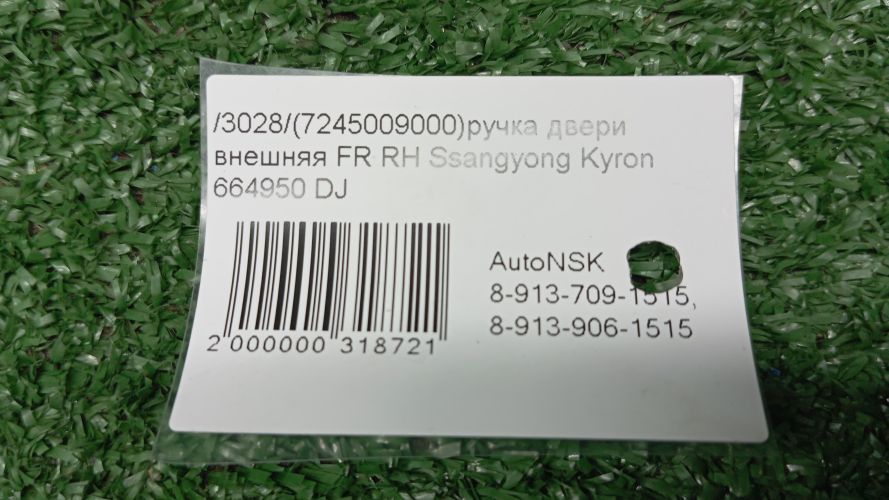 /3028/(7245009000)ручка двери
внешняя FR RH Ssangyong Kyron
664950 DJ
AutoNSK
8-913-709-1515,
8-913-906-1515
2 000000 318721